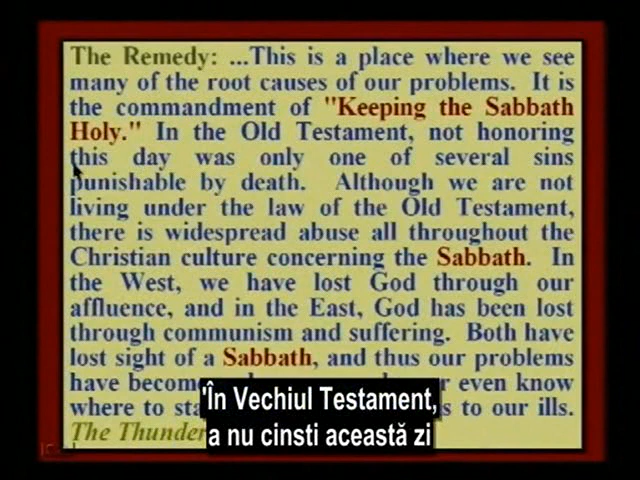 The Remedy: ...This is a place where we see
many of the root causes of our problems. It is
the commandment of "Keeping the Sabbath
Holy." In the Old Testament, not honoring
this day was only one of several sins
punishable by death. Although we are not
living under the law of the Old Testament,
there is widespread abuse all throughout the
Christian culture concerning the Sabbath. In
the West, we have lost God through our
affluence, and in the East, God has been lost
through communism and suffering. Both have
lost sight of a Sabbath, and thus our problems
have become even know
where to to our ills.
The Thunder
'În Vechiul Testament,
a nu cinsti această zi